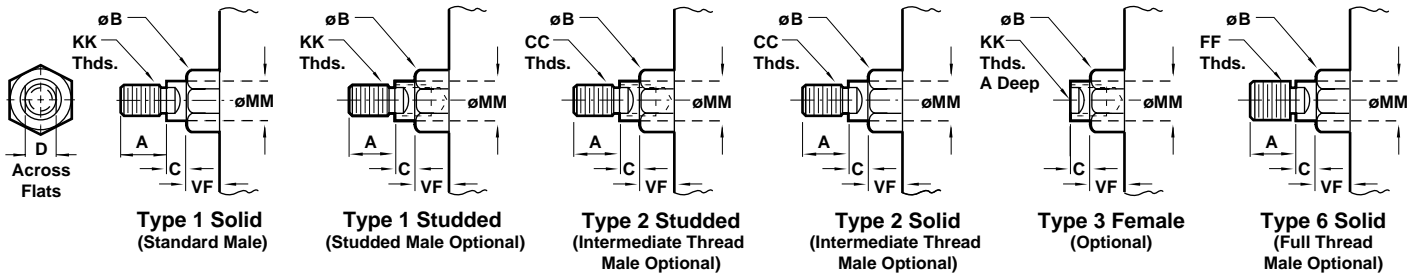 D
Across
Flats
øB
KK
Thds.
øMM
A
C
VF
Type 1 Solid
(Standard Male)
øB
KK
Thds.
øMM
A
C
VF
Type 1 Studded
(Studded Male Optional)
øB
CC
Thds.
øMM
A
C
VF
Type 2 Studded
(Intermediate Thread
Male Optional)
øB
CC
Thds.
øMM
A
C
VF
Type 2 Solid
(Intermediate Thread
Male Optional)
øB
KK
Thds.
A Deep
øMM
C
VF
Type 3 Female
(Optional)
øB
FF
Thds.
øMM
A
C
VF
Type 6 Solid
(Full Thread
Male Optional)